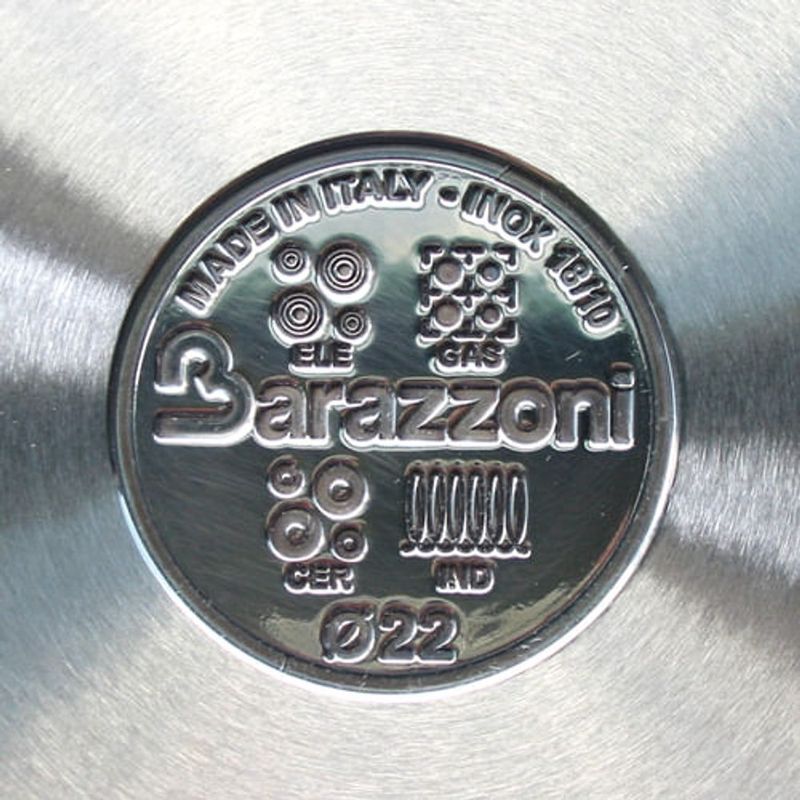 MADE IN ITALY • INOX 18/10
ELE GAS
Barazzoni
CER IND
Ø22